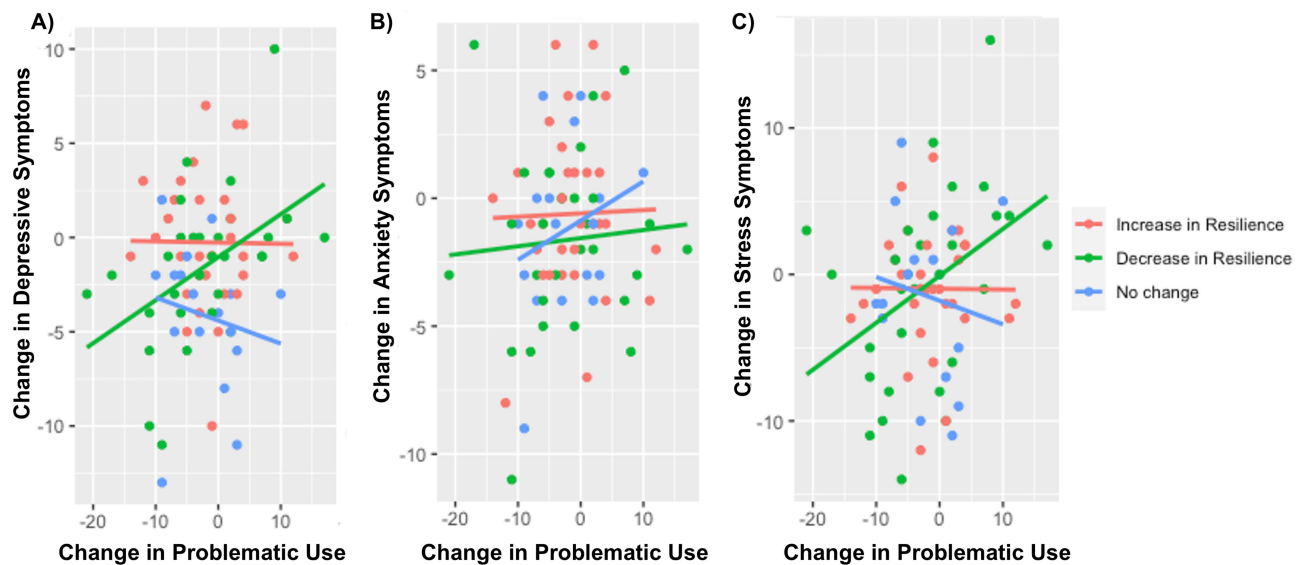 A)
Change in Depressive Symptoms
10
5
0
-5
-10
-20 -10 0 10
Change in Problematic Use
B)
Change in Anxiety Symptoms
5
0
-5
-10
-20 -10 0 10
Change in Problematic Use
C)
Change in Stress Symptoms
10
0
-10
-20 -10 0 10
Change in Problematic Use
Increase in Resilience
Decrease in Resilience
No change